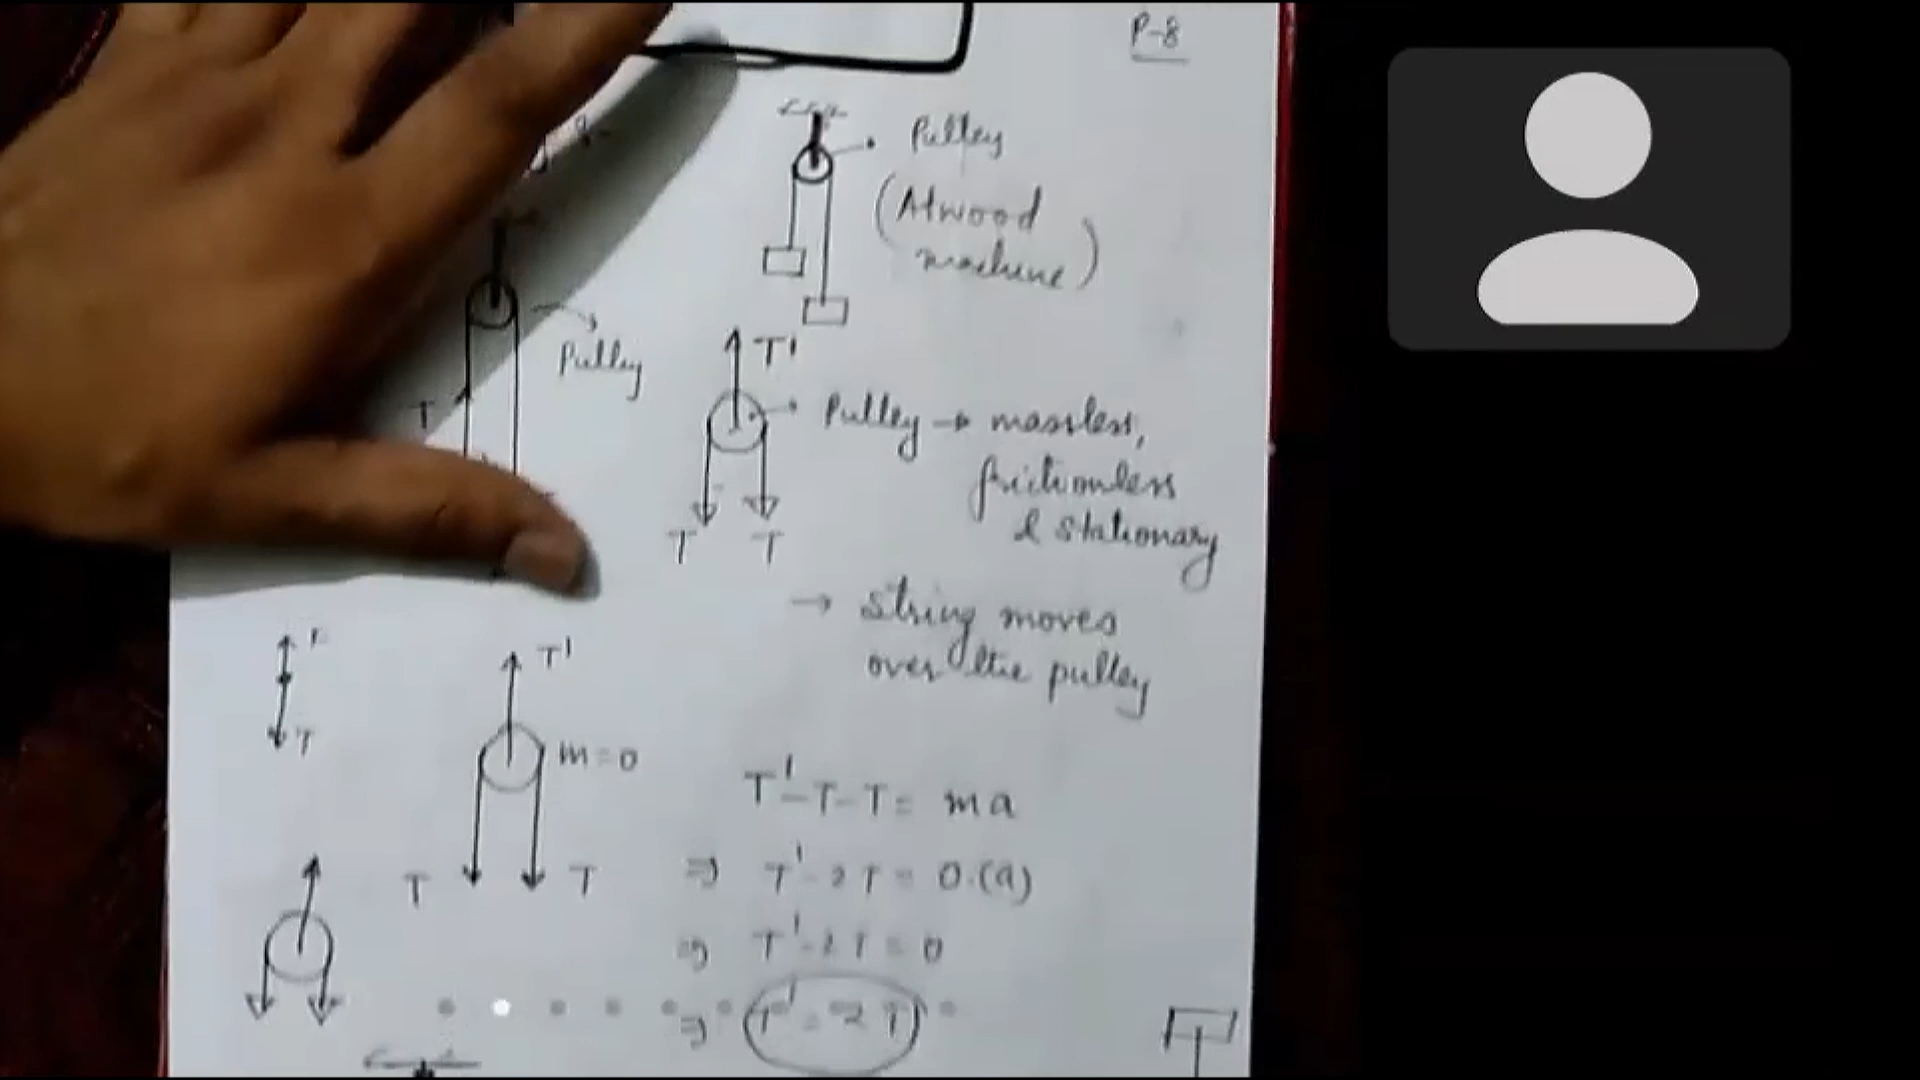 P-8
Pulley
(Atwood
machine)
Pulley
T
T'
Pulley → massless,
frictionless
& stationary
T T
→ string moves
over the pulley
T
T'
m = 0
T T
T' - T - T = ma
⇒ T' - 2T = 0.(a)
⇒ T' - 2T = 0
⇒ T' = 2T